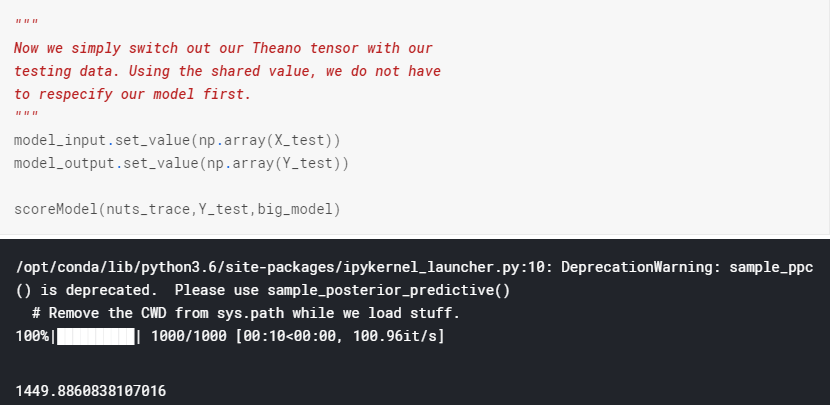 """
Now we simply switch out our Theano tensor with our
testing data. Using the shared value, we do not have
to respecify our model first.
"""
model_input.set_value(np.array(X_test))
model_output.set_value(np.array(Y_test))
scoreModel(nuts_trace,Y_test,big_model)
/opt/conda/lib/python3.6/site-packages/ipykernel_launcher.py:10: DeprecationWarning: sample_ppc
() is deprecated.  Please use sample_posterior_predictive()
  # Remove the CWD from sys.path while we load stuff.
100%|██████████| 1000/1000 [00:10<00:00, 100.96it/s]
1449.8860838107016